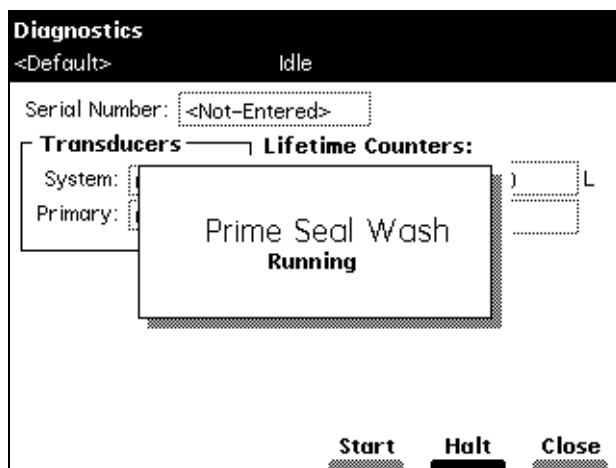 Diagnostics
<Default> Idle
Serial Number: <Not-Entered>
Transducers Lifetime Counters:
System: L
Primary:
Prime Seal Wash
Running
Start Halt Close